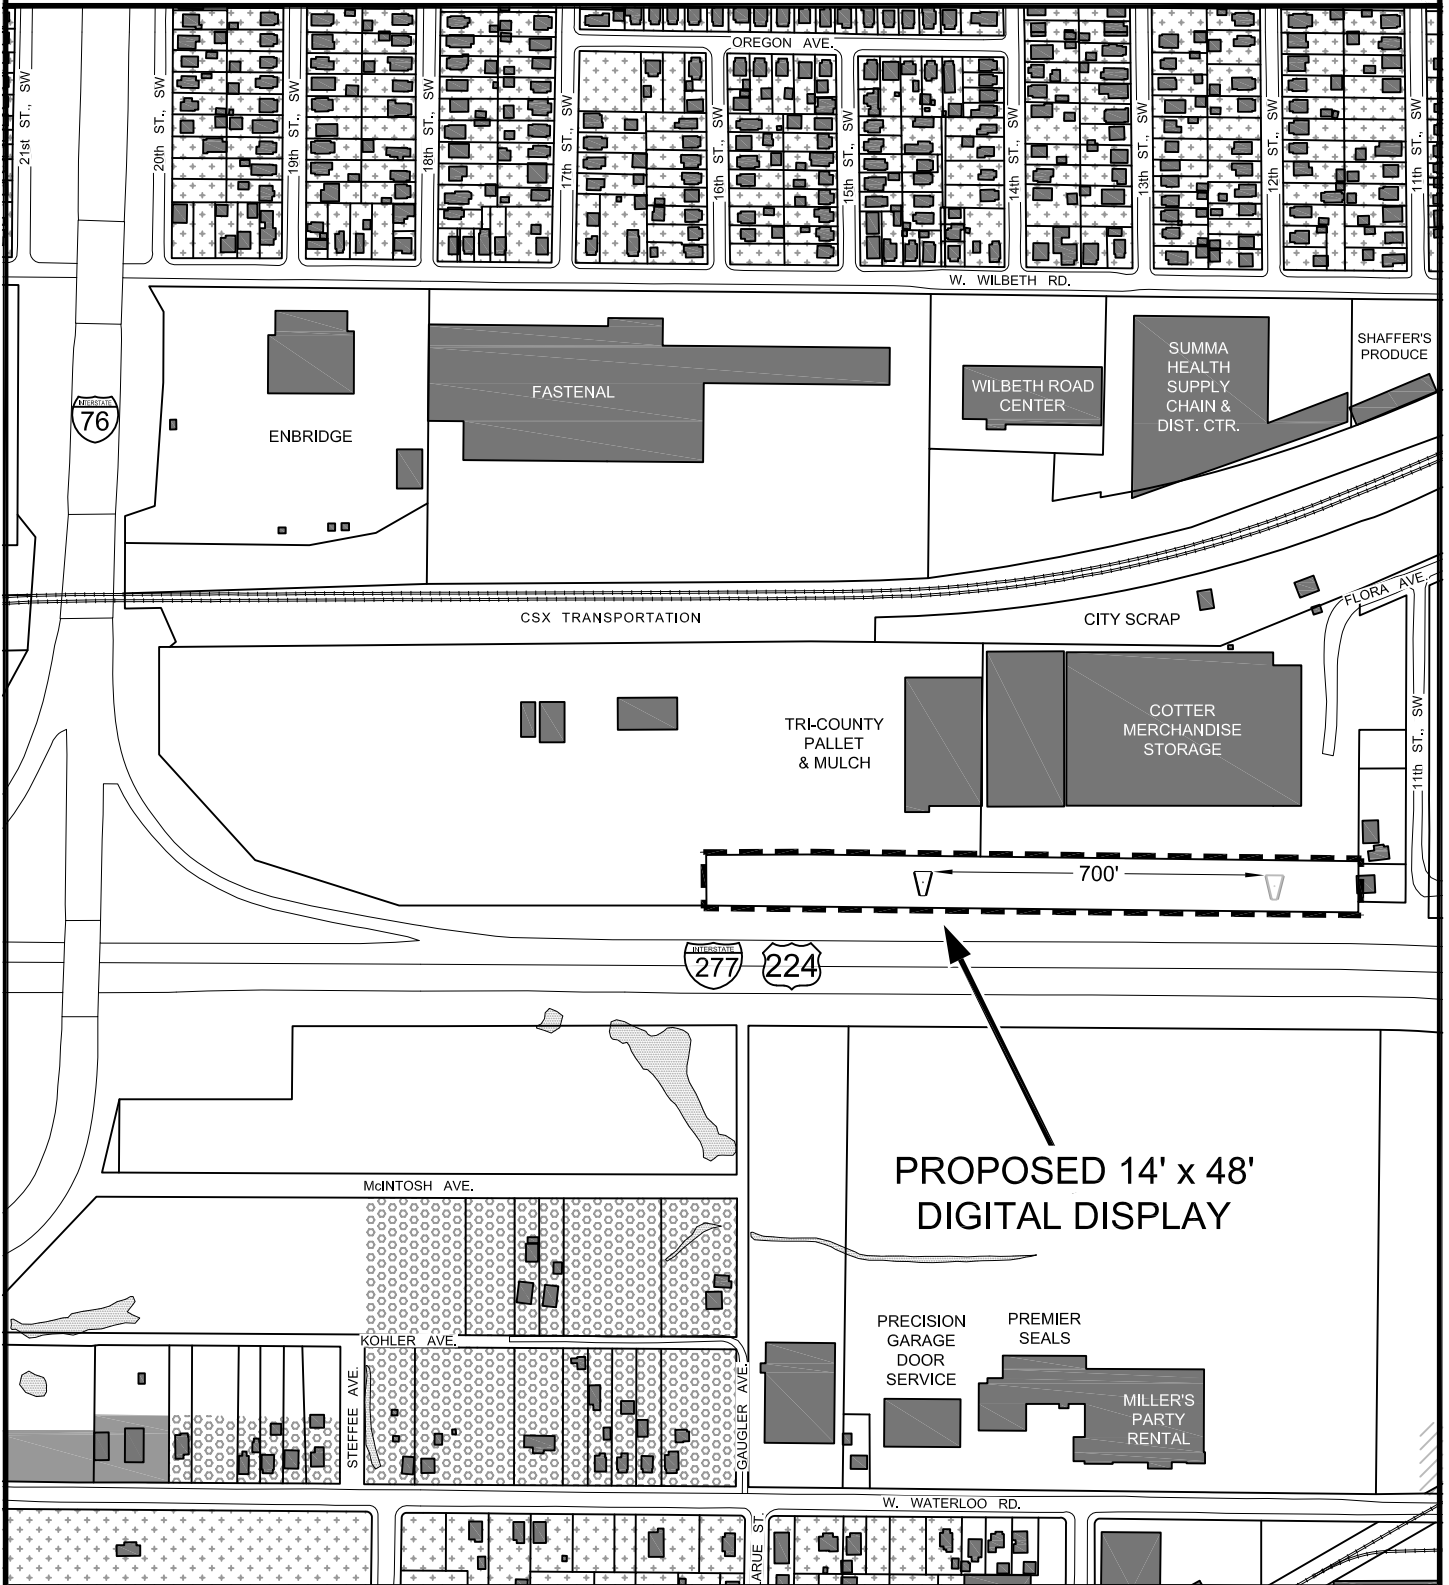 OREGON AVE.
21st ST., SW
20th ST., SW
19th ST., SW
18th ST., SW
17th ST., SW
16th ST., SW
15th ST., SW
14th ST., SW
13th ST., SW
12th ST., SW
11th ST., SW
W. WILBETH RD.
INTERSTATE
76
ENBRIDGE
FASTENAL
WILBETH ROAD
CENTER
SUMMA
HEALTH
SUPPLY
CHAIN &
DIST. CTR.
SHAFFER'S
PRODUCE
CSX TRANSPORTATION
CITY SCRAP
FLORA AVE.
TRI-COUNTY
PALLET
& MULCH
COTTER
MERCHANDISE
STORAGE
11th ST., SW
700'
INTERSTATE
277
224
PROPOSED 14' x 48'
DIGITAL DISPLAY
McINTOSH AVE.
KOHLER AVE.
STEFFEE AVE.
GAUGLER AVE.
PRECISION
GARAGE
DOOR
SERVICE
PREMIER
SEALS
MILLER'S
PARTY
RENTAL
W. WATERLOO RD.
LARUE ST.